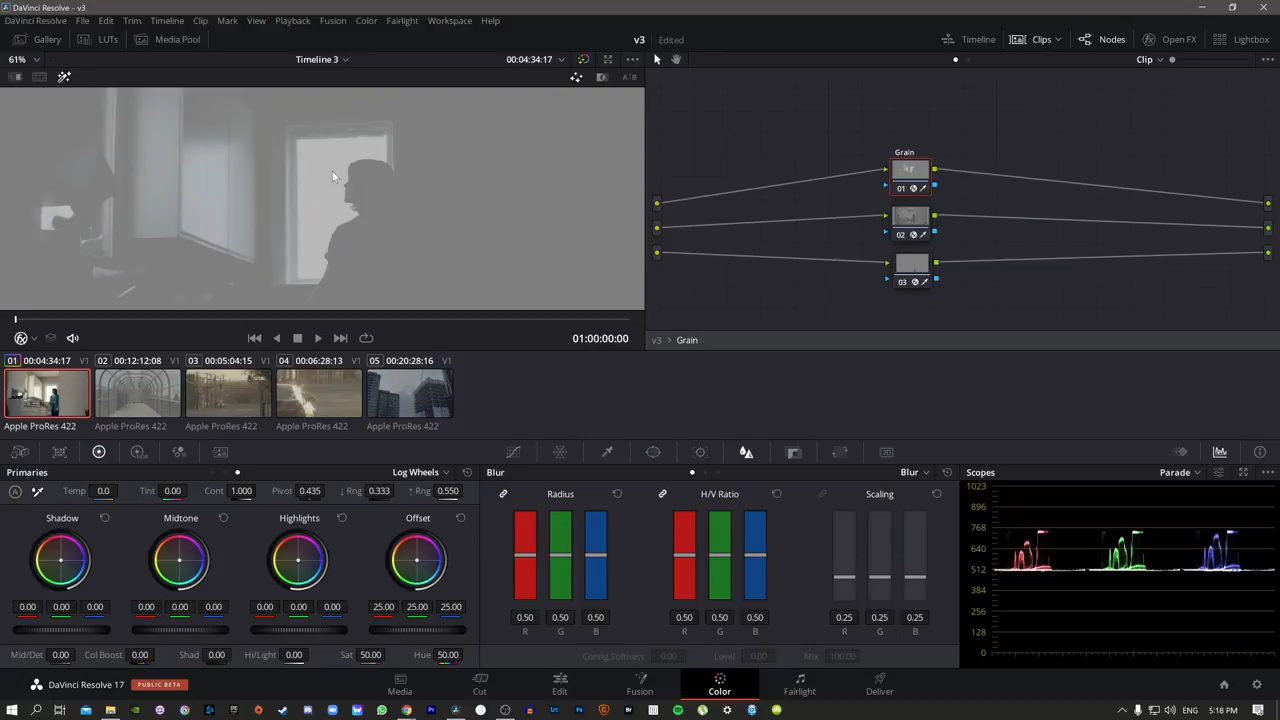 DaVinci Resolve - v3
DaVinci Resolve File Edit Trim Timeline Clip Mark View Playback Fusion Color Fairlight Workspace Help
Gallery LUTs Media Pool v3 Edited Timeline Clips Nodes Open FX Lightbox
61% Timeline 3 00:04:34:17 Clip
A/B
Grain
01
02
03
01:00:00:00
v3 > Grain
01 00:04:34:17 V1 02 00:12:12:08 V1 03 00:05:04:15 V1 04 00:06:28:13 V1 05 00:20:28:16 V1
Apple ProRes 422 Apple ProRes 422 Apple ProRes 422 Apple ProRes 422 Apple ProRes 422
3D
Primaries Log Wheels Blur Blur Scopes Parade
A Temp 0.0 Tint 0.00 Cont 1.000 Pivot 0.435 ↓ Rng 0.333 ↑ Rng 0.550
Radius H/V Ratio Scaling
Shadow Midtone Highlights Offset
0.00 0.00 0.00 0.00 0.00 0.00 0.00 0.00 0.00 25.00 25.00 25.00
0.50 0.50 0.50 0.50 0.50 0.50 0.25 0.25 0.25
R G B R G B R G B
Mid/Det 0.00 Col Boost 0.00 Shad 0.00 Hi/Light 0.00 Sat 50.00 Hue 50.00
Coring Softness 0.00 Level 0.00 Mix 100.00
1023
896
768
640
512
384
256
128
0
DaVinci Resolve 17 PUBLIC BETA Media Cut Edit Fusion Color Fairlight Deliver
5:18 PM